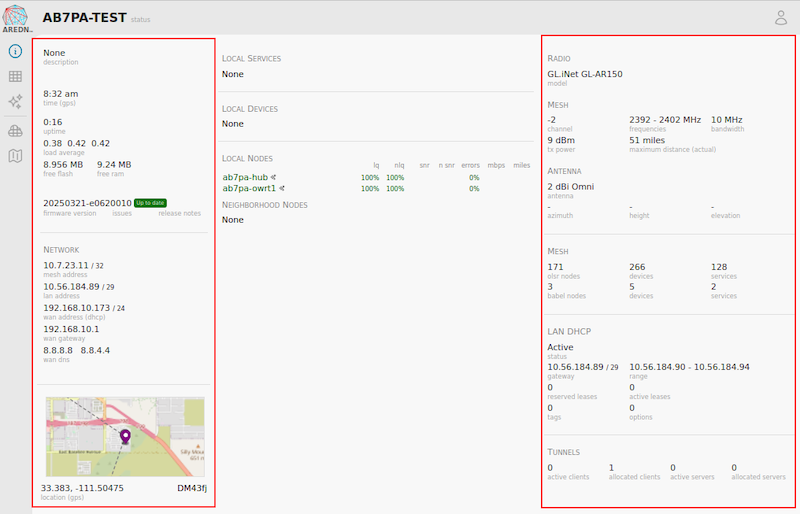 AREDN
AB7PA-TEST status
None
description
8:32 am
time (gps)
0:16
uptime
0.38 0.42 0.42
load average
8.956 MB 9.24 MB
free flash free ram
20250321-e0620010 Up to date
firmware version issues release notes
NETWORK
10.7.23.11 / 32
mesh address
10.56.184.89 / 29
lan address
192.168.10.173 / 24
wan address (dhcp)
192.168.10.1
wan gateway
8.8.8.8 8.8.4.4
wan dns
East Baseline Avenue
Silly Mou
651 m
33.383, -111.50475 DM43fj
location (gps)
LOCAL SERVICES
None
LOCAL DEVICES
None
LOCAL NODES lq nlq snr n snr errors mbps miles
ab7pa-hub 100% 100% 0%
ab7pa-owrt1 100% 100% 0%
NEIGHBORHOOD NODES
None
RADIO
GL.iNet GL-AR150
model
MESH
-2 2392 - 2402 MHz 10 MHz
channel frequencies bandwidth
9 dBm 51 miles
tx power maximum distance (actual)
ANTENNA
2 dBi Omni
antenna
- - -
azimuth height elevation
MESH
171 266 128
olsr nodes devices services
3 5 2
babel nodes devices services
LAN DHCP
Active
status
10.56.184.89 / 29 10.56.184.90 - 10.56.184.94
gateway range
0 0
reserved leases active leases
0 0
tags options
TUNNELS
0 1 0 0
active clients allocated clients active servers allocated servers